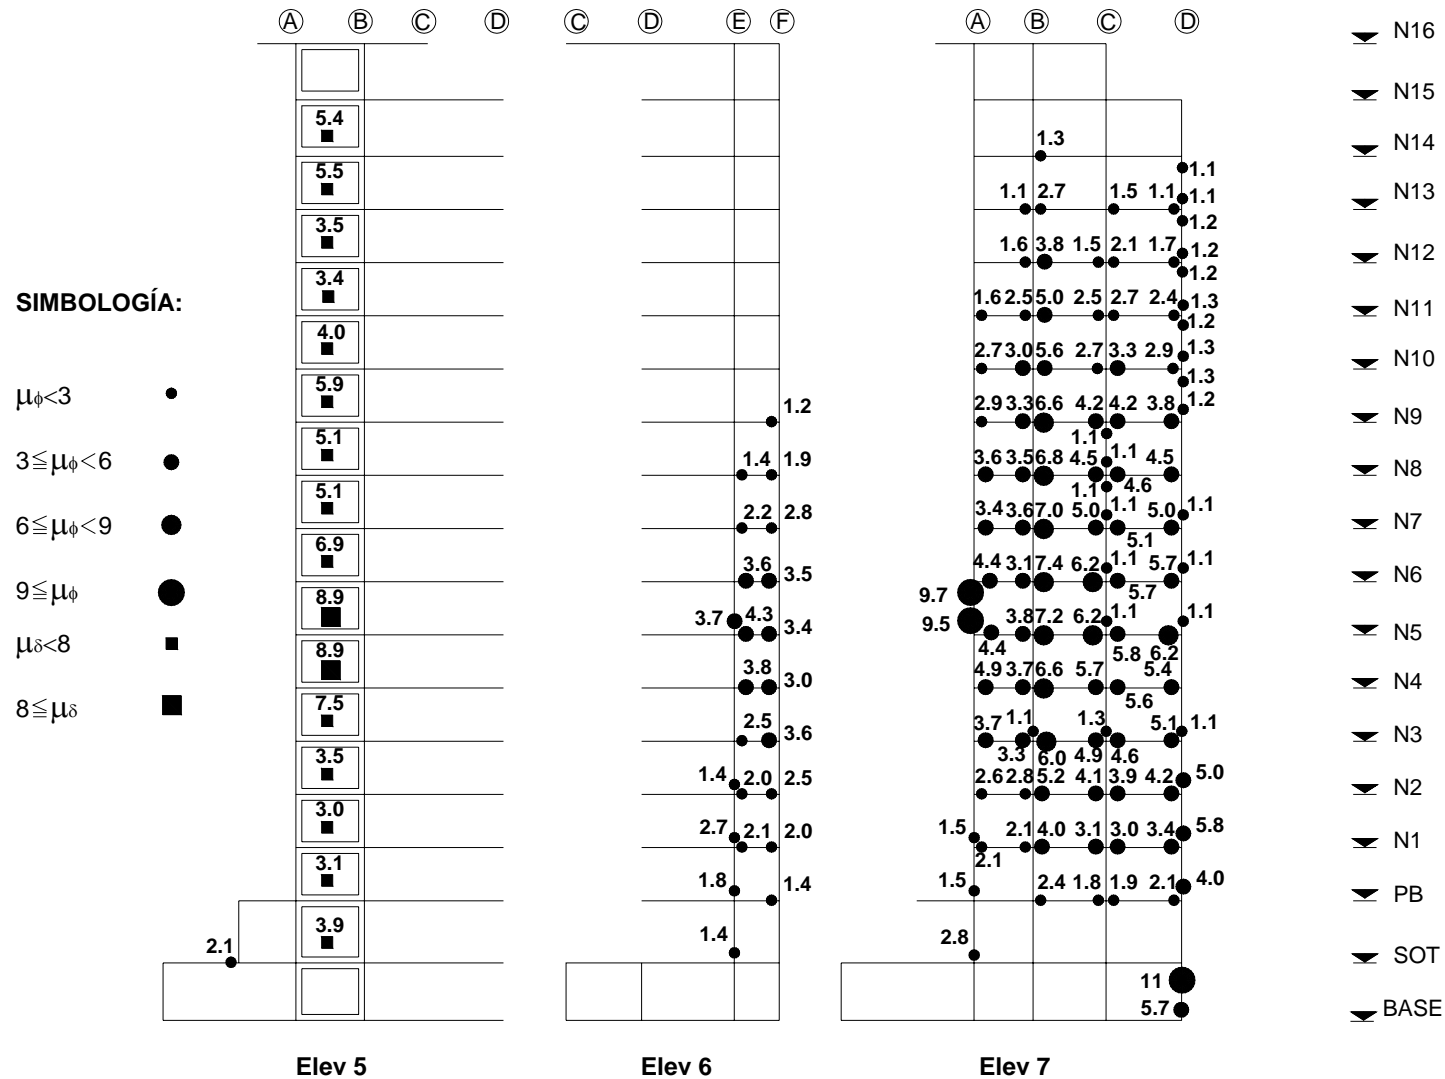 A B C D C D E F A B C D N16
N15
5.4 1.3 N14
5.5 1.1 1.1 2.7 1.5 1.1 1.1 N13
3.5 1.2 1.6 3.8 1.5 2.1 1.7 1.2 N12
3.4 1.2
SIMBOLOGÍA: 1.6 2.5 5.0 2.5 2.7 2.4 1.3 N11
4.0 1.2
2.7 3.0 5.6 2.7 3.3 2.9 1.3 N10
5.9 1.3
μφ<3 1.2 2.9 3.3 6.6 4.2 4.2 3.8 1.2 N9
5.1 1.1 1.1
3≦μφ<6 1.4 1.9 3.6 3.5 6.8 4.5 4.5 N8
5.1 1.1 4.6
6≦μφ<9 2.2 2.8 3.4 3.6 7.0 5.0 1.1 5.0 1.1 N7
6.9 5.1
3.6 3.5 4.4 3.1 7.4 6.2 1.1 5.7 1.1 N6
9≦μφ 8.9 9.7 5.7
3.7 4.3 3.4 9.5 3.8 7.2 6.2 1.1 1.1 N5
μδ<8 8.9 4.4 5.8 6.2
3.8 3.0 4.9 3.7 6.6 5.7 5.4 N4
8≦μδ 7.5 5.6
2.5 3.6 3.7 1.1 1.3 5.1 1.1 N3
3.5 3.3 6.0 4.9 4.6
1.4 2.0 2.5 2.6 2.8 5.2 4.1 3.9 4.2 5.0 N2
3.0
2.7 2.1 2.0 1.5 2.1 4.0 3.1 3.0 3.4 5.8 N1
3.1 2.1
1.8 1.4 1.5 2.4 1.8 1.9 2.1 4.0 PB
3.9
2.1 1.4 2.8 SOT
11
5.7 BASE
Elev 5 Elev 6 Elev 7